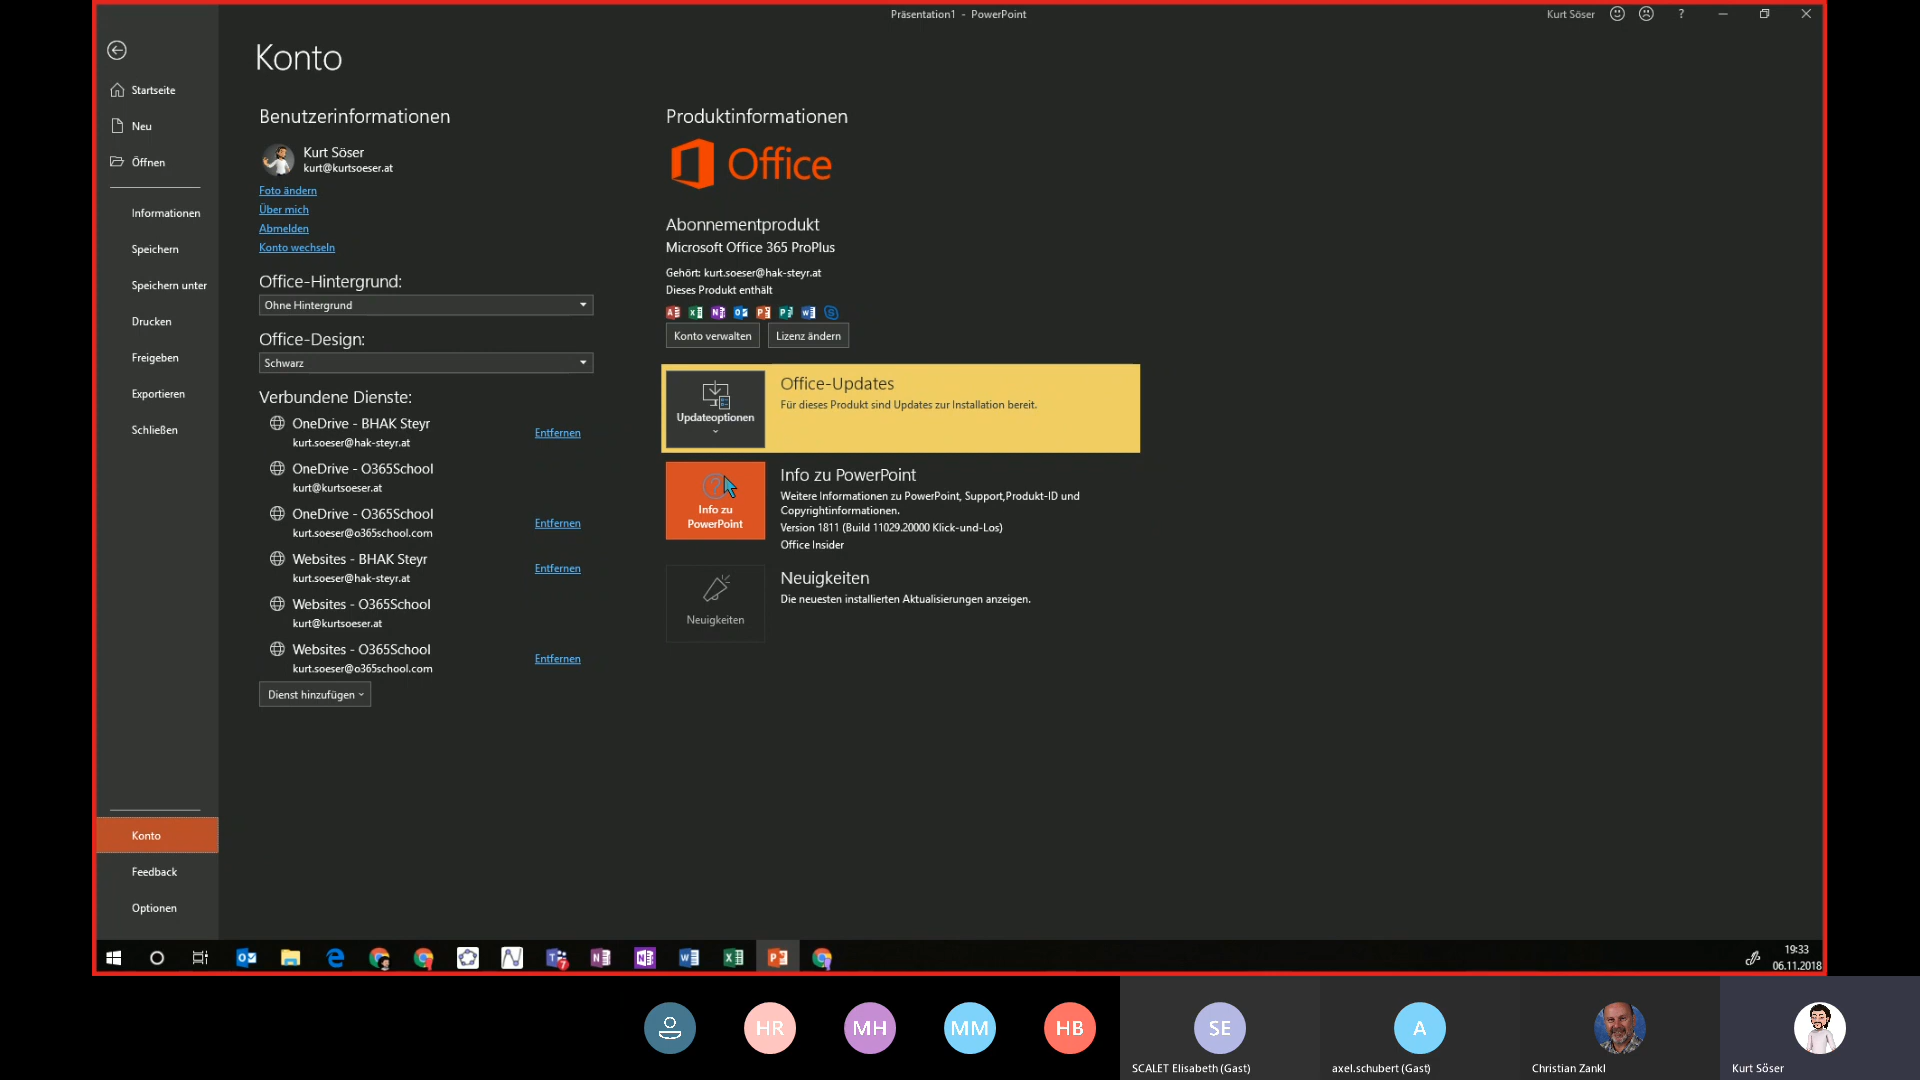 Präsentation1 - PowerPoint
Kurt Söser
?
Konto
Startseite
Neu
Öffnen
Informationen
Speichern
Speichern unter
Drucken
Freigeben
Exportieren
Schließen
Konto
Feedback
Optionen
Benutzerinformationen
Kurt Söser
kurt@kurtsoeser.at
Foto ändern
Über mich
Abmelden
Konto wechseln
Office-Hintergrund:
Ohne Hintergrund
Office-Design:
Schwarz
Verbundene Dienste:
OneDrive - BHAK Steyr
kurt.soeser@hak-steyr.at
Entfernen
OneDrive - O365School
kurt@kurtsoeser.at
OneDrive - O365School
kurt.soeser@o365school.com
Entfernen
Websites - BHAK Steyr
kurt.soeser@hak-steyr.at
Entfernen
Websites - O365School
kurt@kurtsoeser.at
Websites - O365School
kurt.soeser@o365school.com
Entfernen
Dienst hinzufügen
Produktinformationen
Office
Abonnementprodukt
Microsoft Office 365 ProPlus
Gehört: kurt.soeser@hak-steyr.at
Dieses Produkt enthält
Konto verwalten
Lizenz ändern
Updateoptionen
Office-Updates
Für dieses Produkt sind Updates zur Installation bereit.
Info zu
PowerPoint
Info zu PowerPoint
Weitere Informationen zu PowerPoint, Support,Produkt-ID und
Copyrightinformationen.
Version 1811 (Build 11029.20000 Klick-und-Los)
Office Insider
Neuigkeiten
Neuigkeiten
Die neuesten installierten Aktualisierungen anzeigen.
19:33
06.11.2018
HR
MH
MM
HB
SE
SCALET Elisabeth (Gast)
A
axel.schubert (Gast)
Christian Zankl
Kurt Söser